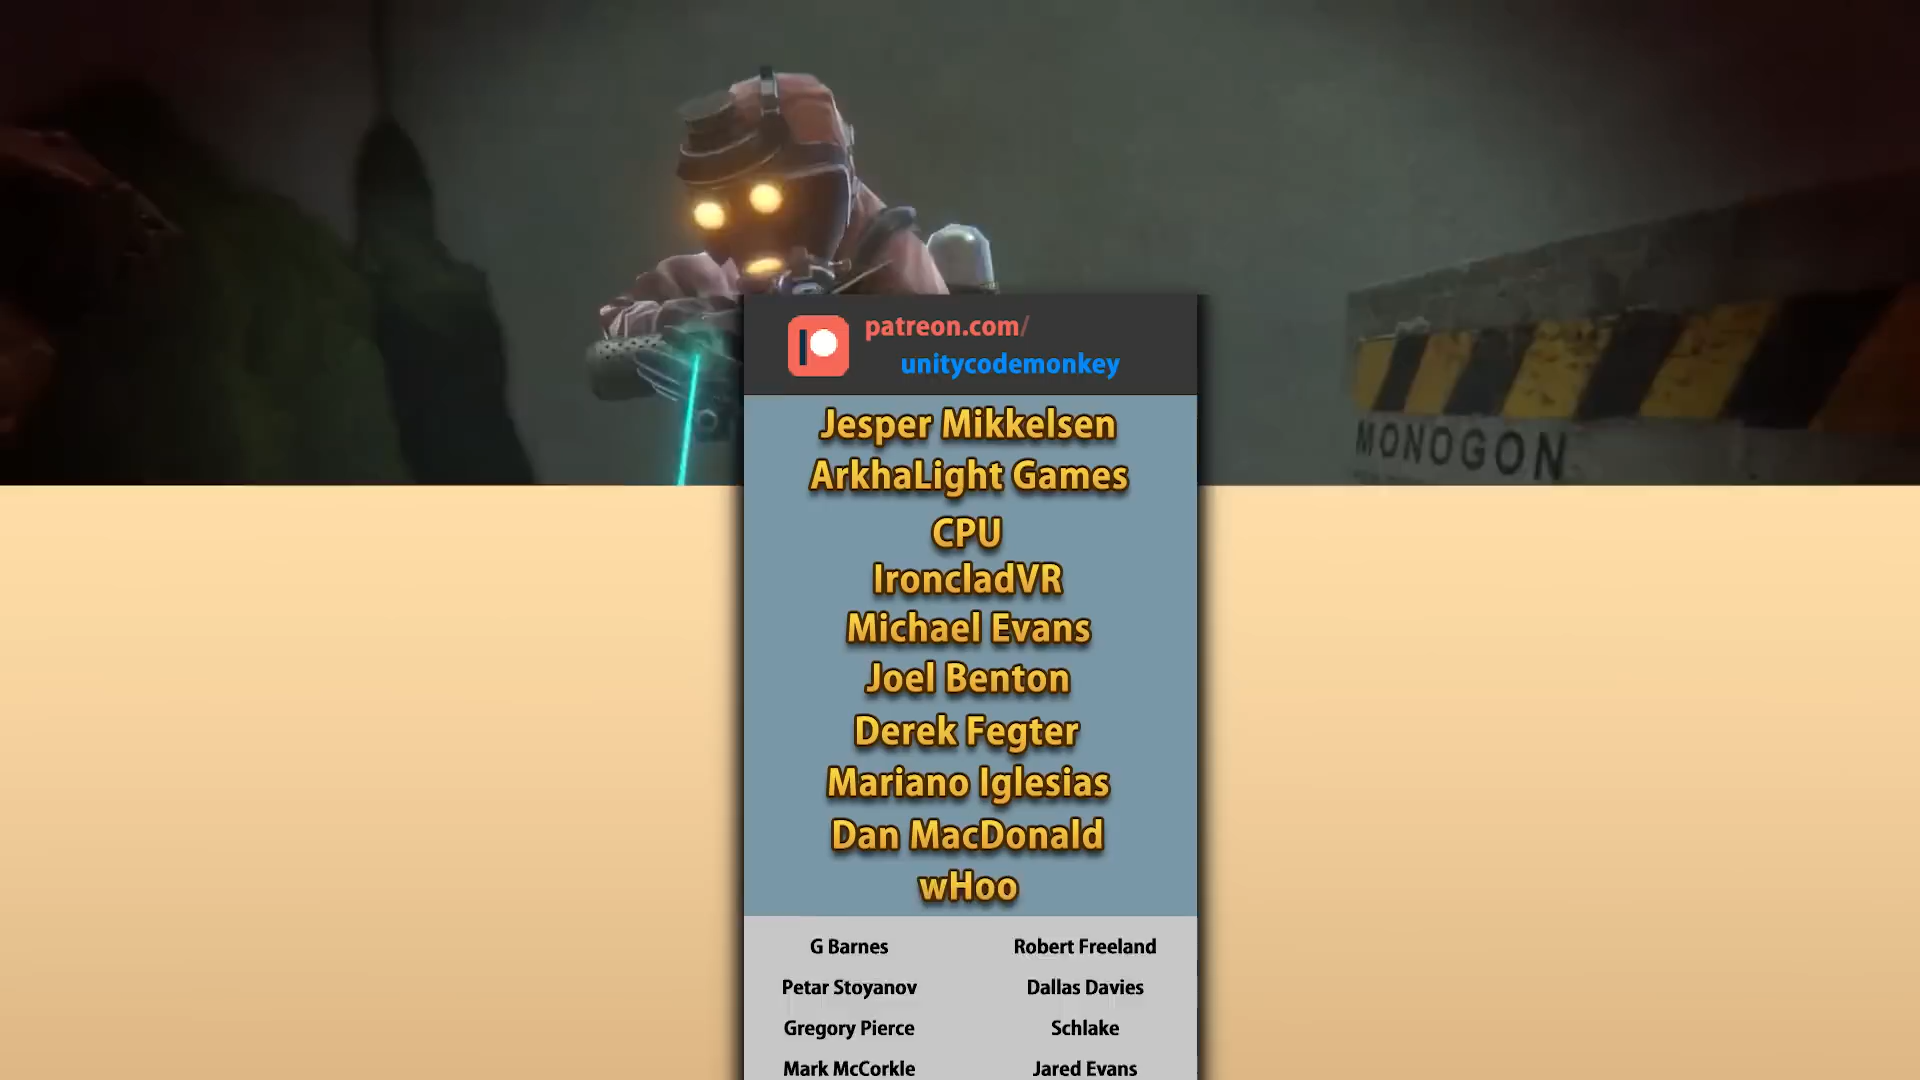 patreon.com/
unitycodemonkey
Jesper Mikkelsen
ArkhaLight Games
CPU
IroncladVR
Michael Evans
Joel Benton
Derek Fegter
Mariano Iglesias
Dan MacDonald
wHoo
G Barnes
Robert Freeland
Petar Stoyanov
Dallas Davies
Gregory Pierce
Schlake
Mark McCorkle
Jared Evans
MONOGON